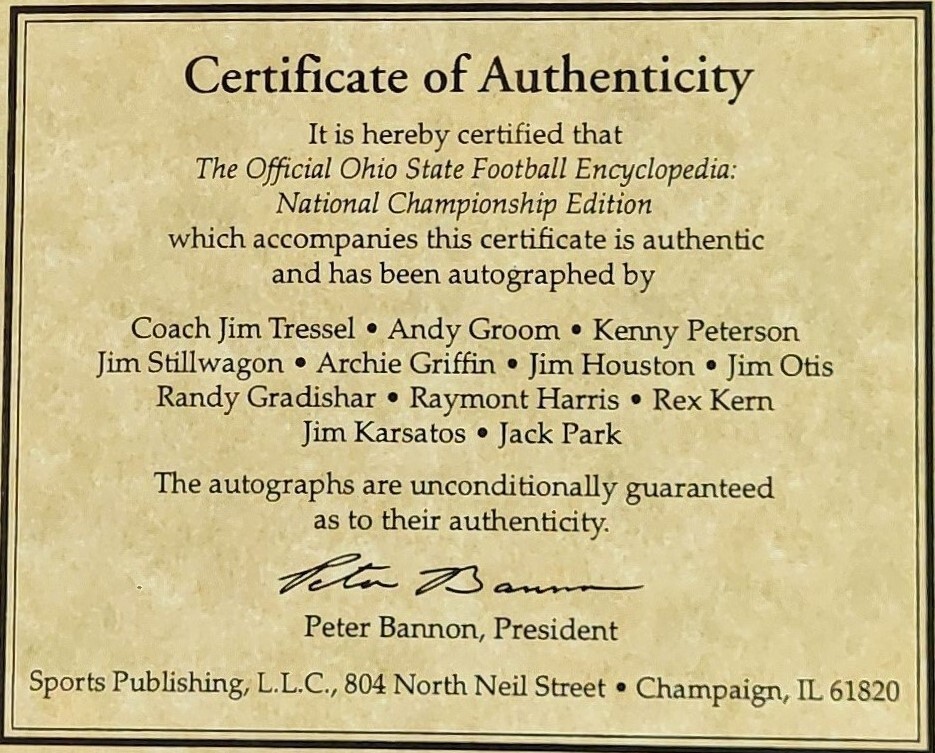 Certificate of Authenticity
It is hereby certified that
The Official Ohio State Football Encyclopedia:
National Championship Edition
which accompanies this certificate is authentic
and has been autographed by
Coach Jim Tressel • Andy Groom • Kenny Peterson
Jim Stillwagon • Archie Griffin • Jim Houston • Jim Otis
Randy Gradishar • Raymont Harris • Rex Kern
Jim Karsatos • Jack Park
The autographs are unconditionally guaranteed
as to their authenticity.
Peter Bannon
Peter Bannon, President
Sports Publishing, L.L.C., 804 North Neil Street • Champaign, IL 61820